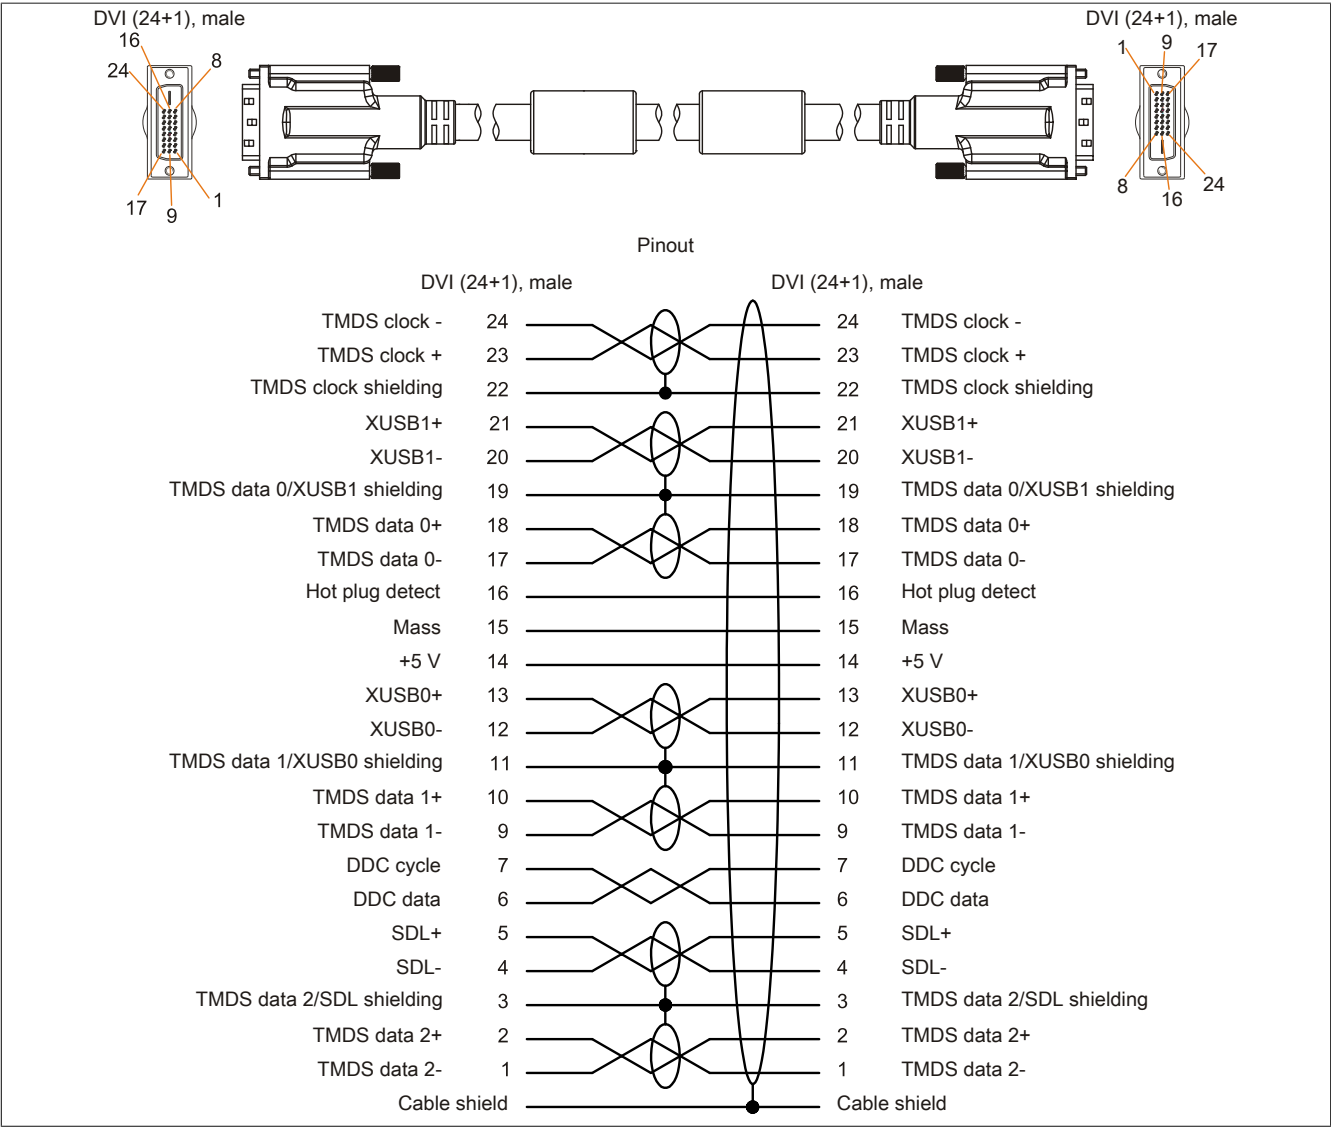 DVI (24+1), male DVI (24+1), male
16 9
1 17
24 8
17 9 1
8 16 24
Pinout
DVI (24+1), male DVI (24+1), male
TMDS clock - 24 24 TMDS clock -
TMDS clock + 23 23 TMDS clock +
TMDS clock shielding 22 22 TMDS clock shielding
XUSB1+ 21 21 XUSB1+
XUSB1- 20 20 XUSB1-
TMDS data 0/XUSB1 shielding 19 19 TMDS data 0/XUSB1 shielding
TMDS data 0+ 18 18 TMDS data 0+
TMDS data 0- 17 17 TMDS data 0-
Hot plug detect 16 16 Hot plug detect
Mass 15 15 Mass
+5 V 14 14 +5 V
XUSB0+ 13 13 XUSB0+
XUSB0- 12 12 XUSB0-
TMDS data 1/XUSB0 shielding 11 11 TMDS data 1/XUSB0 shielding
TMDS data 1+ 10 10 TMDS data 1+
TMDS data 1- 9 9 TMDS data 1-
DDC cycle 7 7 DDC cycle
DDC data 6 6 DDC data
SDL+ 5 5 SDL+
SDL- 4 4 SDL-
TMDS data 2/SDL shielding 3 3 TMDS data 2/SDL shielding
TMDS data 2+ 2 2 TMDS data 2+
TMDS data 2- 1 1 TMDS data 2-
Cable shield Cable shield